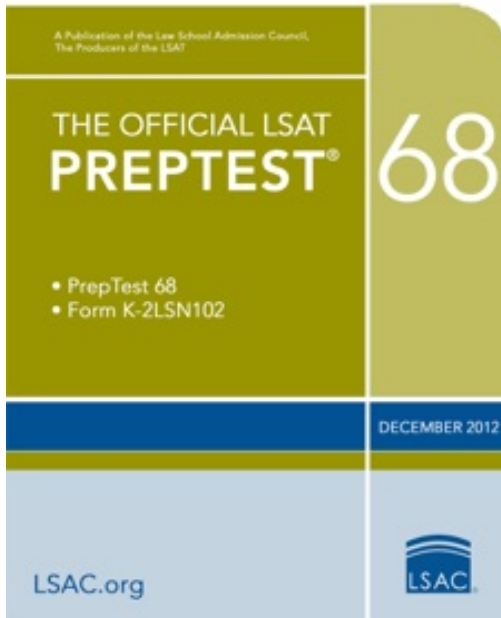 A Publication of the Law School Admission Council,
The Producers of the LSAT
THE OFFICIAL LSAT
PREPTEST®
68
• PrepTest 68
• Form K-2LSN102
DECEMBER 2012
LSAC.org
LSAC